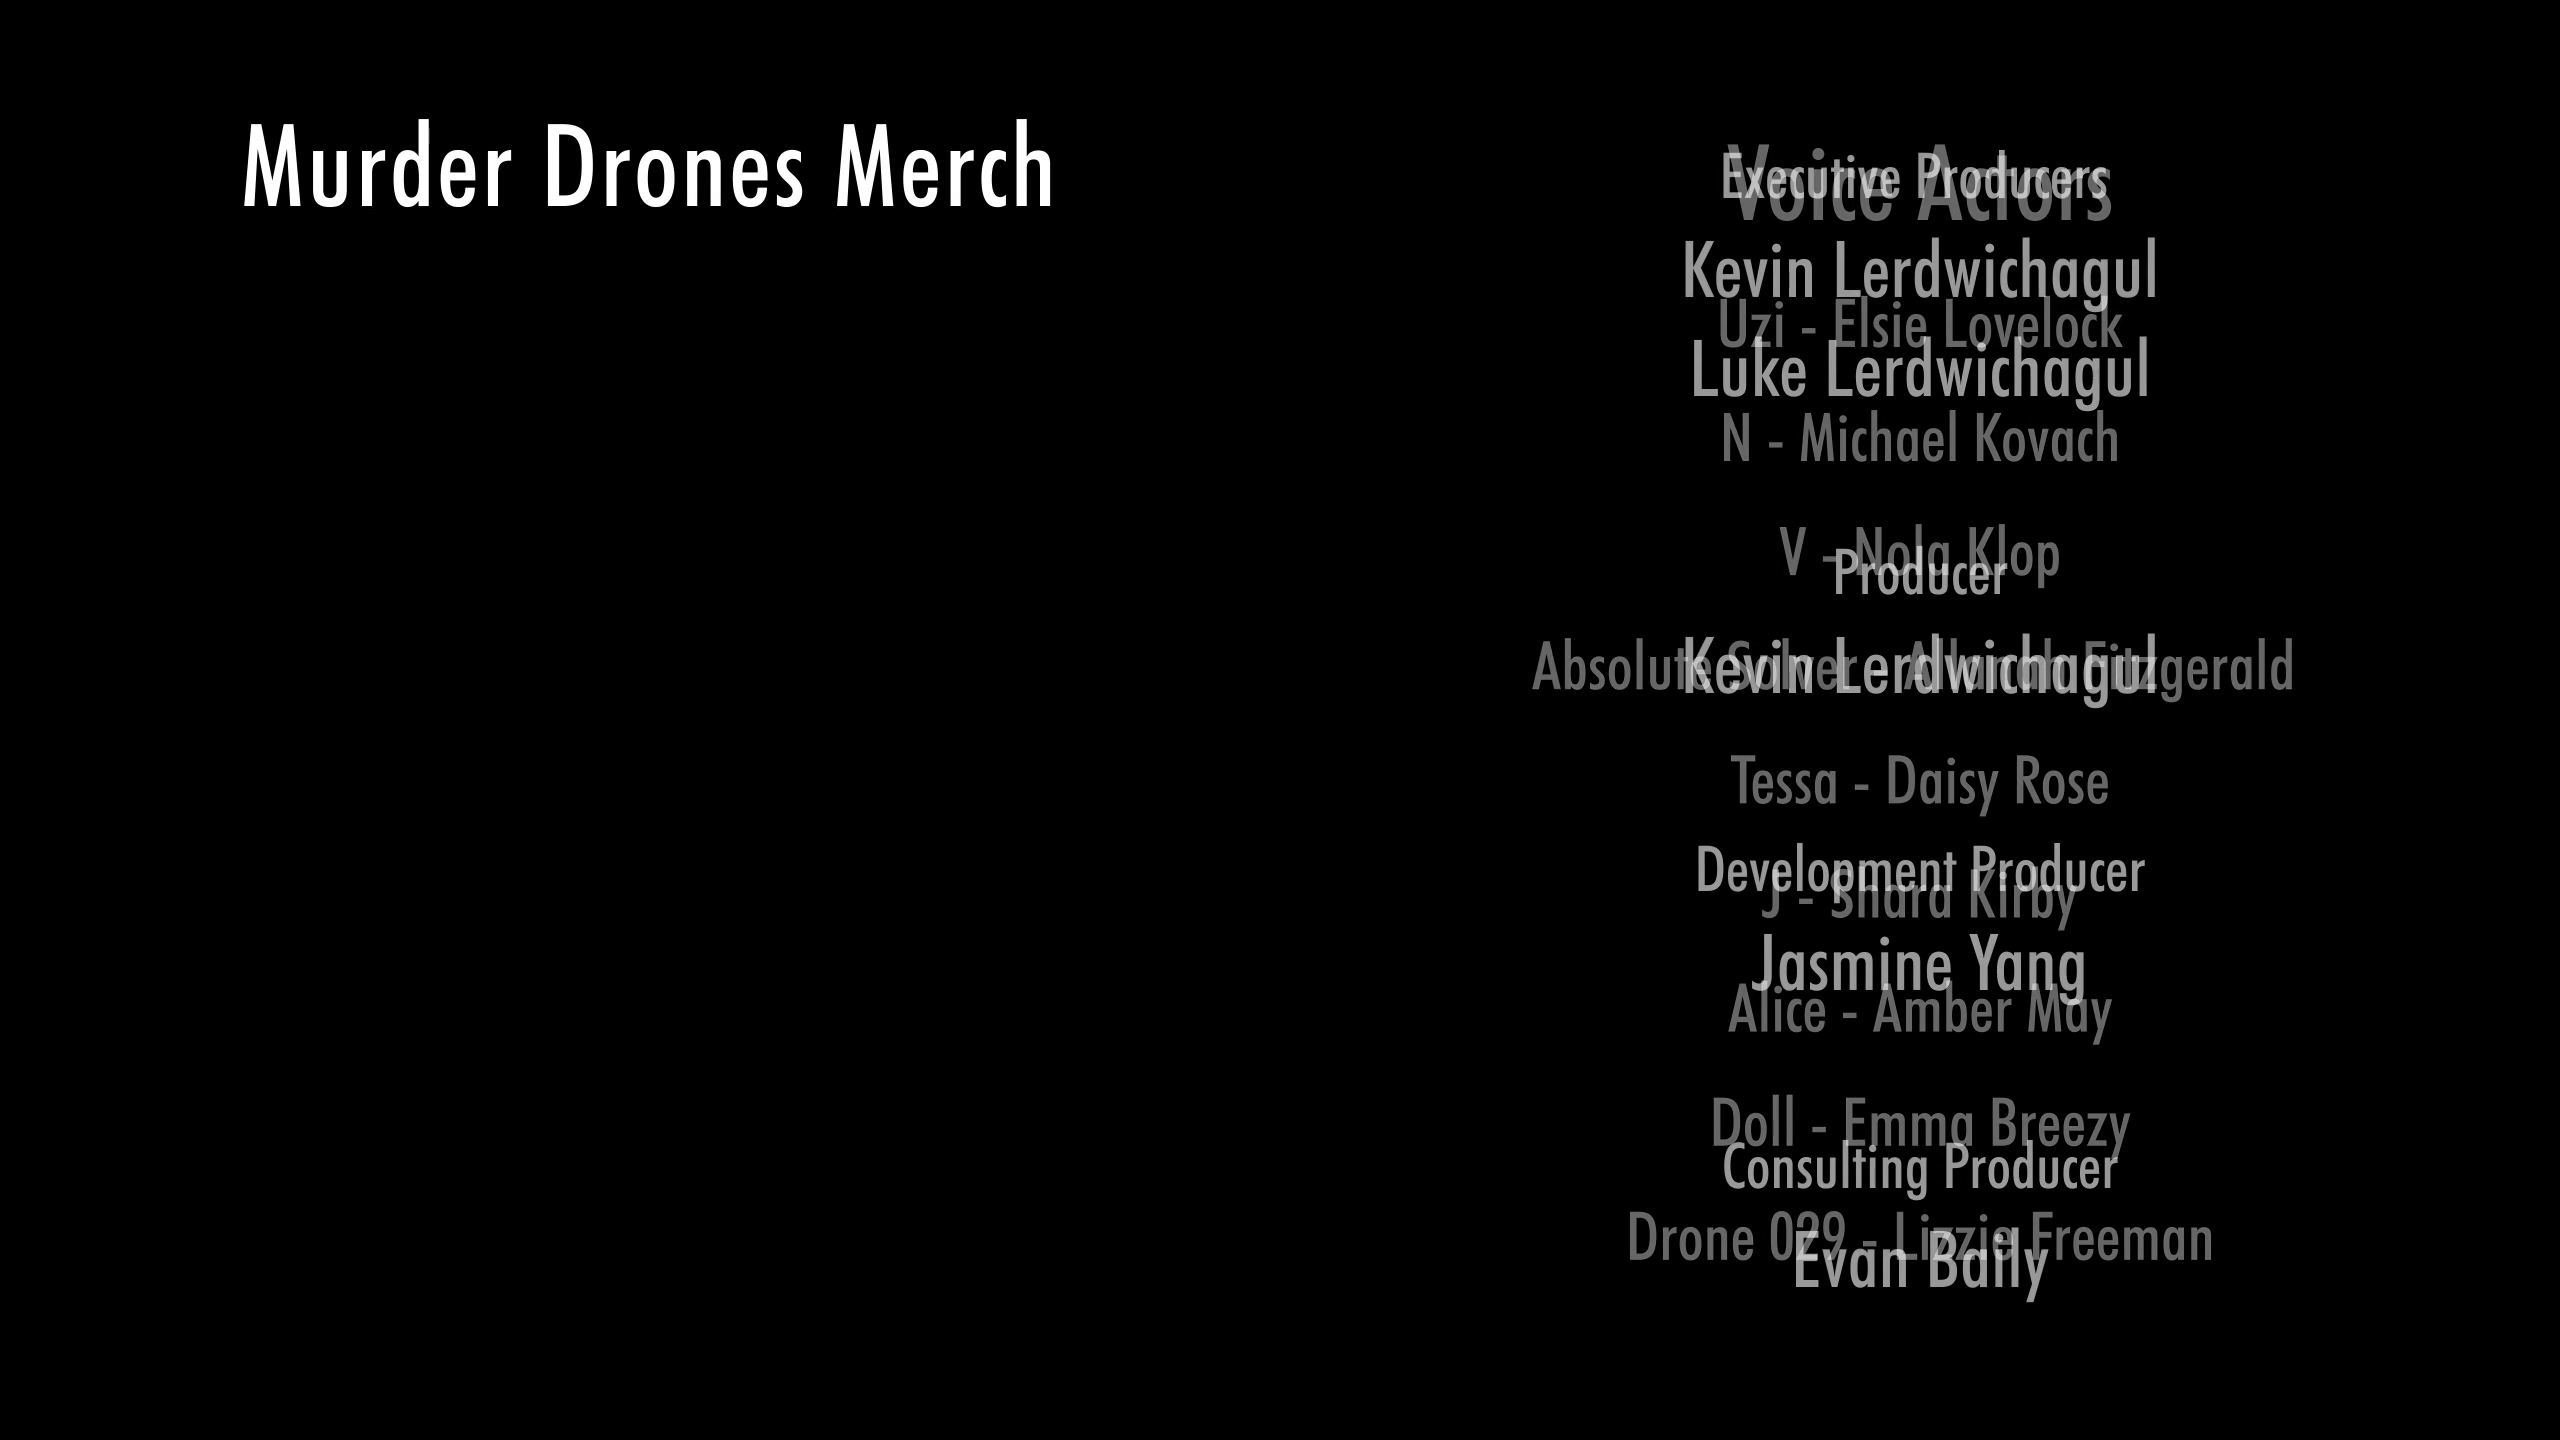 Murder Drones Merch
Executive Producers
Voice Actors
Kevin Lerdwichagul
Uzi - Elsie Lovelock
Luke Lerdwichagul
N - Michael Kovach
V - Nola Klop
Producer
Absolute Solver - Allanah Fitzgerald
Kevin Lerdwichagul
Tessa - Daisy Rose
Development Producer
J - Shara Kirby
Jasmine Yang
Alice - Amber May
Doll - Emma Breezy
Consulting Producer
Drone 029 - Lizzie Freeman
Evan Baily